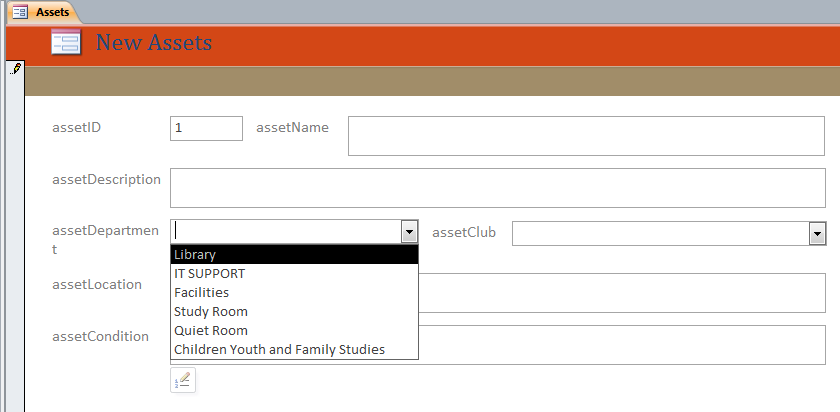 Assets
New Assets
assetID 1 assetName
assetDescription
assetDepartmen
t
assetClub
Library
IT SUPPORT
Facilities
Study Room
Quiet Room
Children Youth and Family Studies
assetLocation
assetCondition